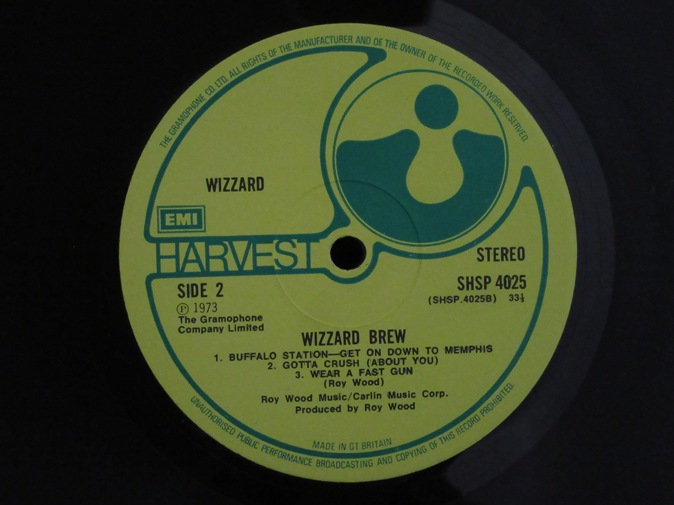 THE GRAMOPHONE CO. LTD. ALL RIGHTS OF THE MANUFACTURER AND OF THE OWNER OF THE RECORDED WORK RESERVED.
WIZZARD
EMI
HARVEST
STEREO
SIDE 2
SHSP 4025
℗ 1973
(SHSP.4025B) 33⅓
The Gramophone
Company Limited
WIZZARD BREW
1. BUFFALO STATION—GET ON DOWN TO MEMPHIS
2. GOTTA CRUSH (ABOUT YOU)
3. WEAR A FAST GUN
(Roy Wood)
Roy Wood Music/Carlin Music Corp.
Produced by Roy Wood
MADE IN GT BRITAIN
UNAUTHORISED PUBLIC PERFORMANCE BROADCASTING AND COPYING OF THIS RECORD PROHIBITED.